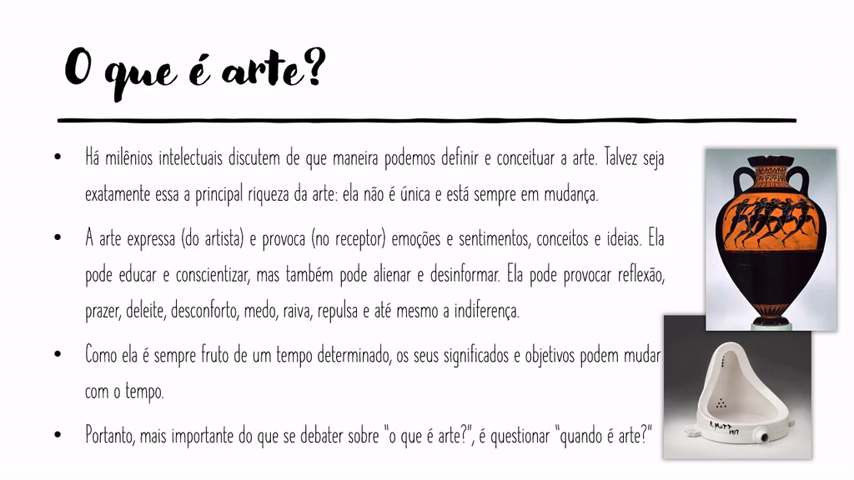 O que é arte?
• Há milênios intelectuais discutem de que maneira podemos definir e conceituar a arte. Talvez seja
exatamente essa a principal riqueza da arte: ela não é única e está sempre em mudança.
• A arte expressa (do artista) e provoca (no receptor) emoções e sentimentos, conceitos e ideias. Ela
pode educar e conscientizar, mas também pode alienar e desinformar. Ela pode provocar reflexão,
prazer, deleite, desconforto, medo, raiva, repulsa e até mesmo a indiferença.
• Como ela é sempre fruto de um tempo determinado, os seus significados e objetivos podem mudar
com o tempo.
• Portanto, mais importante do que se debater sobre "o que é arte?", é questionar "quando é arte?"
R. MUTT
1917